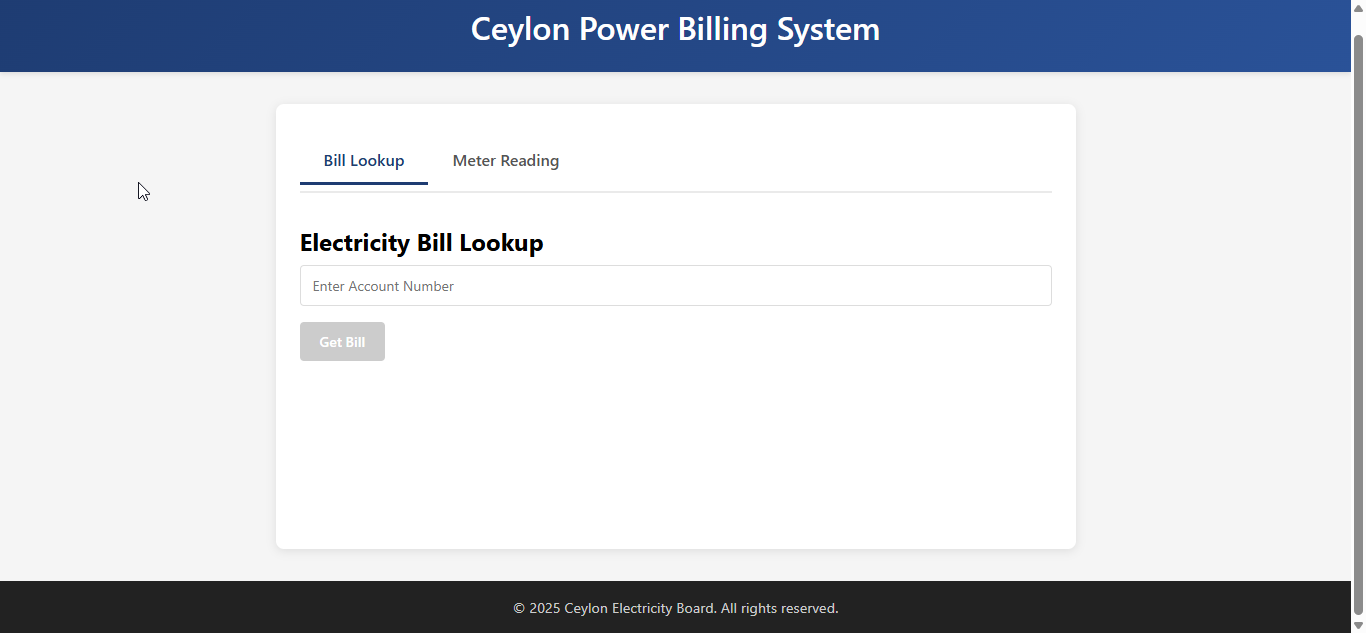 Ceylon Power Billing System
Bill Lookup
Meter Reading
Electricity Bill Lookup
Enter Account Number
Get Bill
© 2025 Ceylon Electricity Board. All rights reserved.